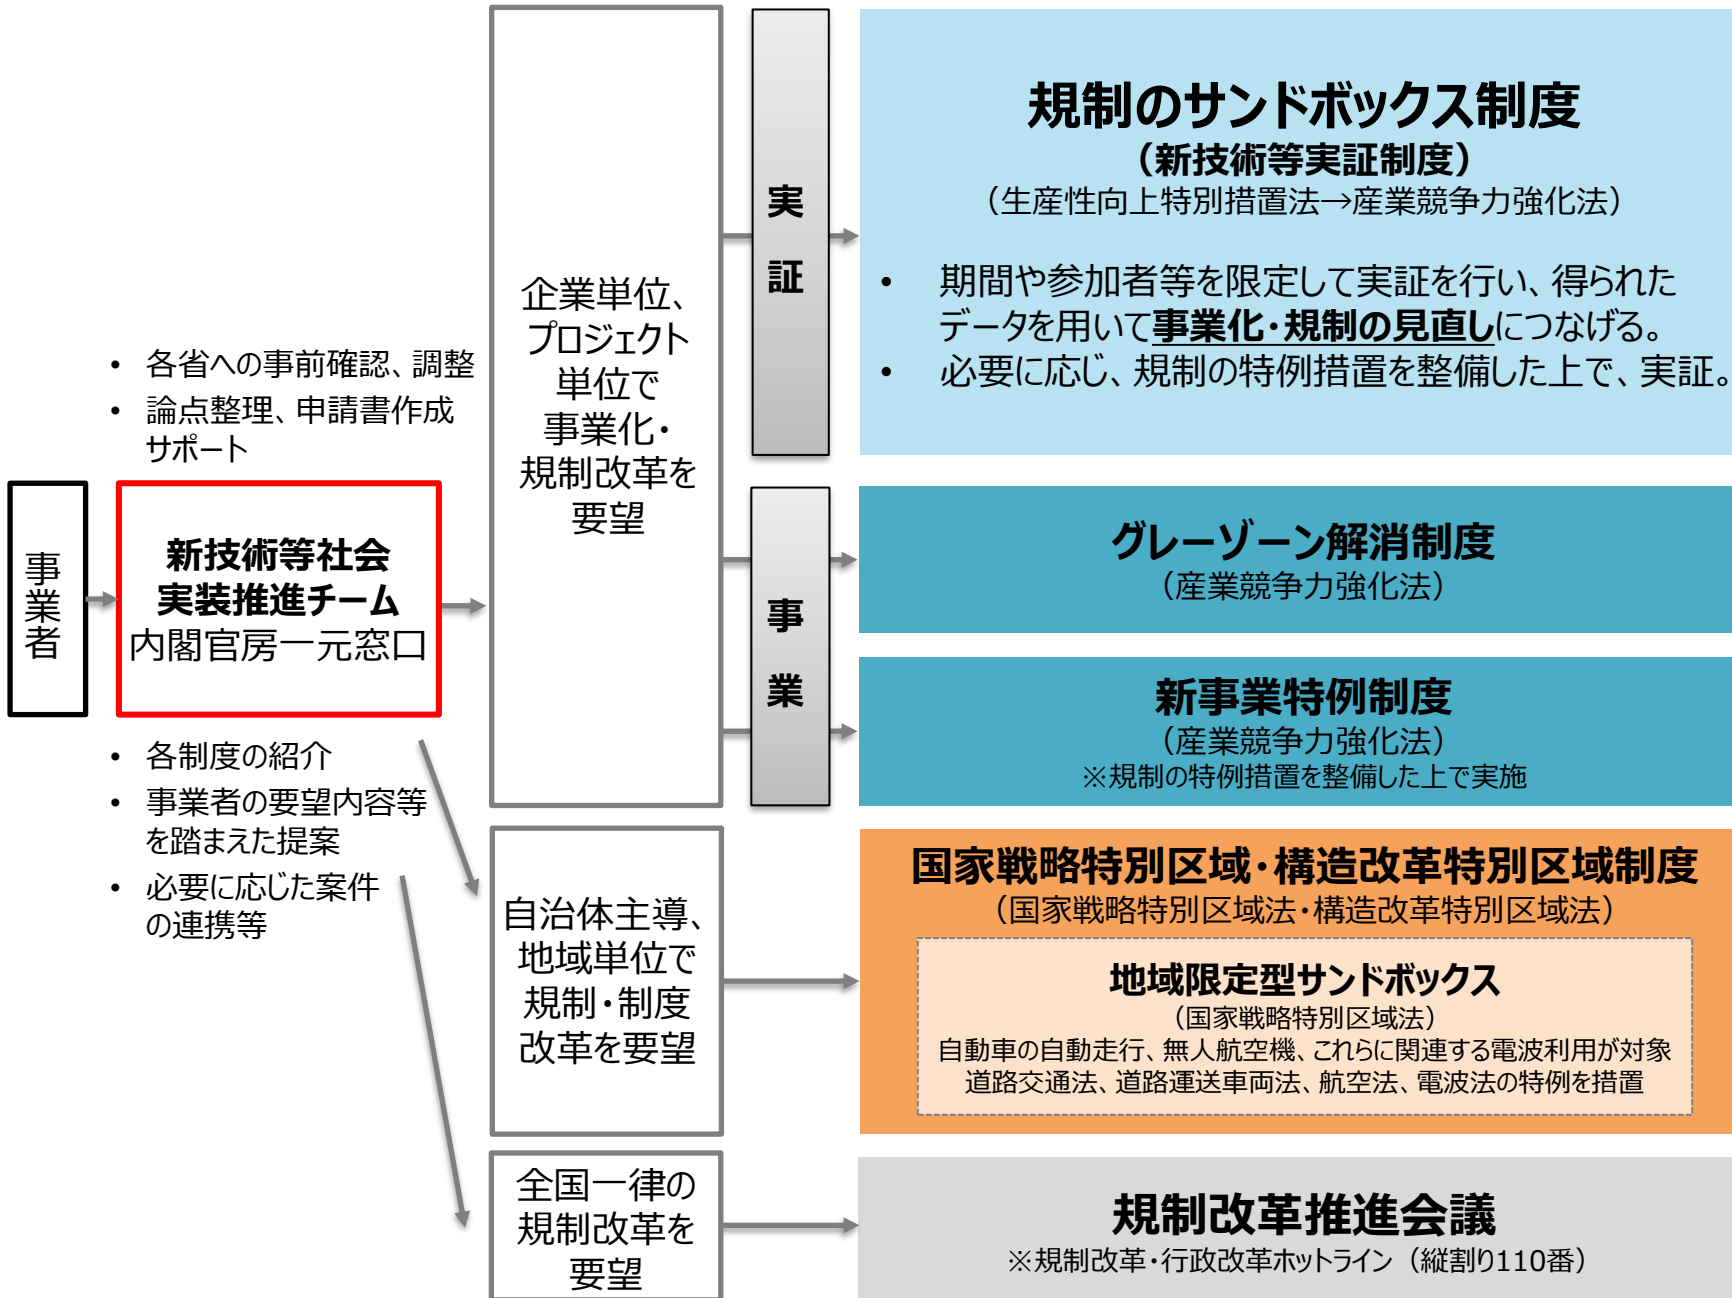 事業者
• 各省への事前確認、調整
• 論点整理、申請書作成
サポート
新技術等社会
実装推進チーム
内閣官房一元窓口
• 各制度の紹介
• 事業者の要望内容等
を踏まえた提案
• 必要に応じた案件
の連携等
企業単位、
プロジェクト
単位で
事業化・
規制改革を
要望
実証
規制のサンドボックス制度
（新技術等実証制度）
（生産性向上特別措置法→産業競争力強化法）
• 期間や参加者等を限定して実証を行い、得られた
データを用いて事業化・規制の見直しにつなげる。
• 必要に応じ、規制の特例措置を整備した上で、実証。
事業
グレーゾーン解消制度
（産業競争力強化法）
新事業特例制度
（産業競争力強化法）
※規制の特例措置を整備した上で実施
自治体主導、
地域単位で
規制・制度
改革を要望
国家戦略特別区域・構造改革特別区域制度
（国家戦略特別区域法・構造改革特別区域法）
地域限定型サンドボックス
（国家戦略特別区域法）
自動車の自動走行、無人航空機、これらに関連する電波利用が対象
道路交通法、道路運送車両法、航空法、電波法の特例を措置
全国一律の
規制改革を
要望
規制改革推進会議
※規制改革・行政改革ホットライン（縦割り110番）